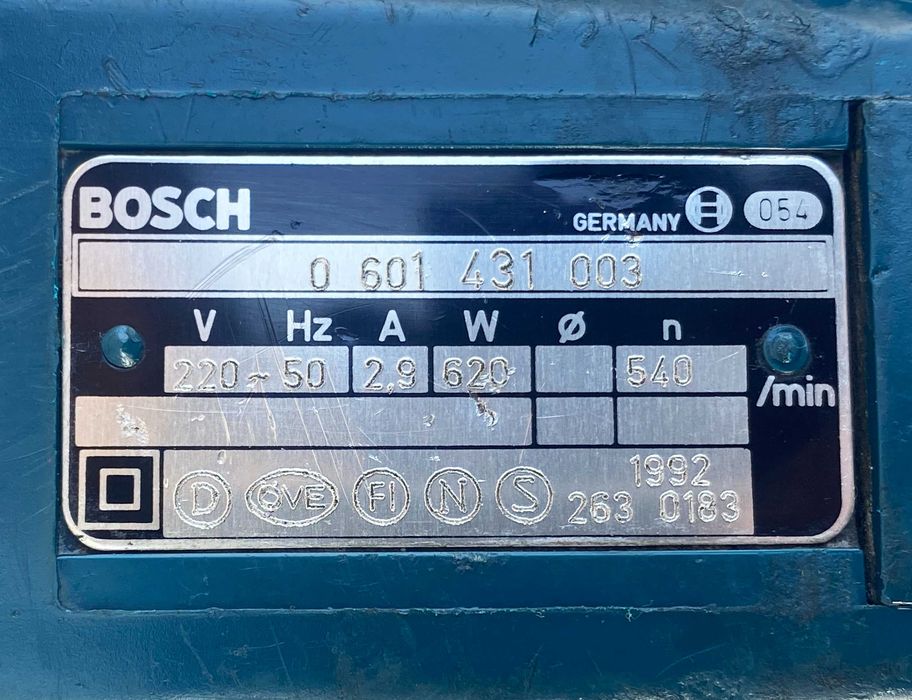 BOSCH GERMANY 054
0 601 431 003
V Hz A W Ø n
220 ~ 50 2,9 620 540
/min
D ÖVE FI N S 1992
263 0183